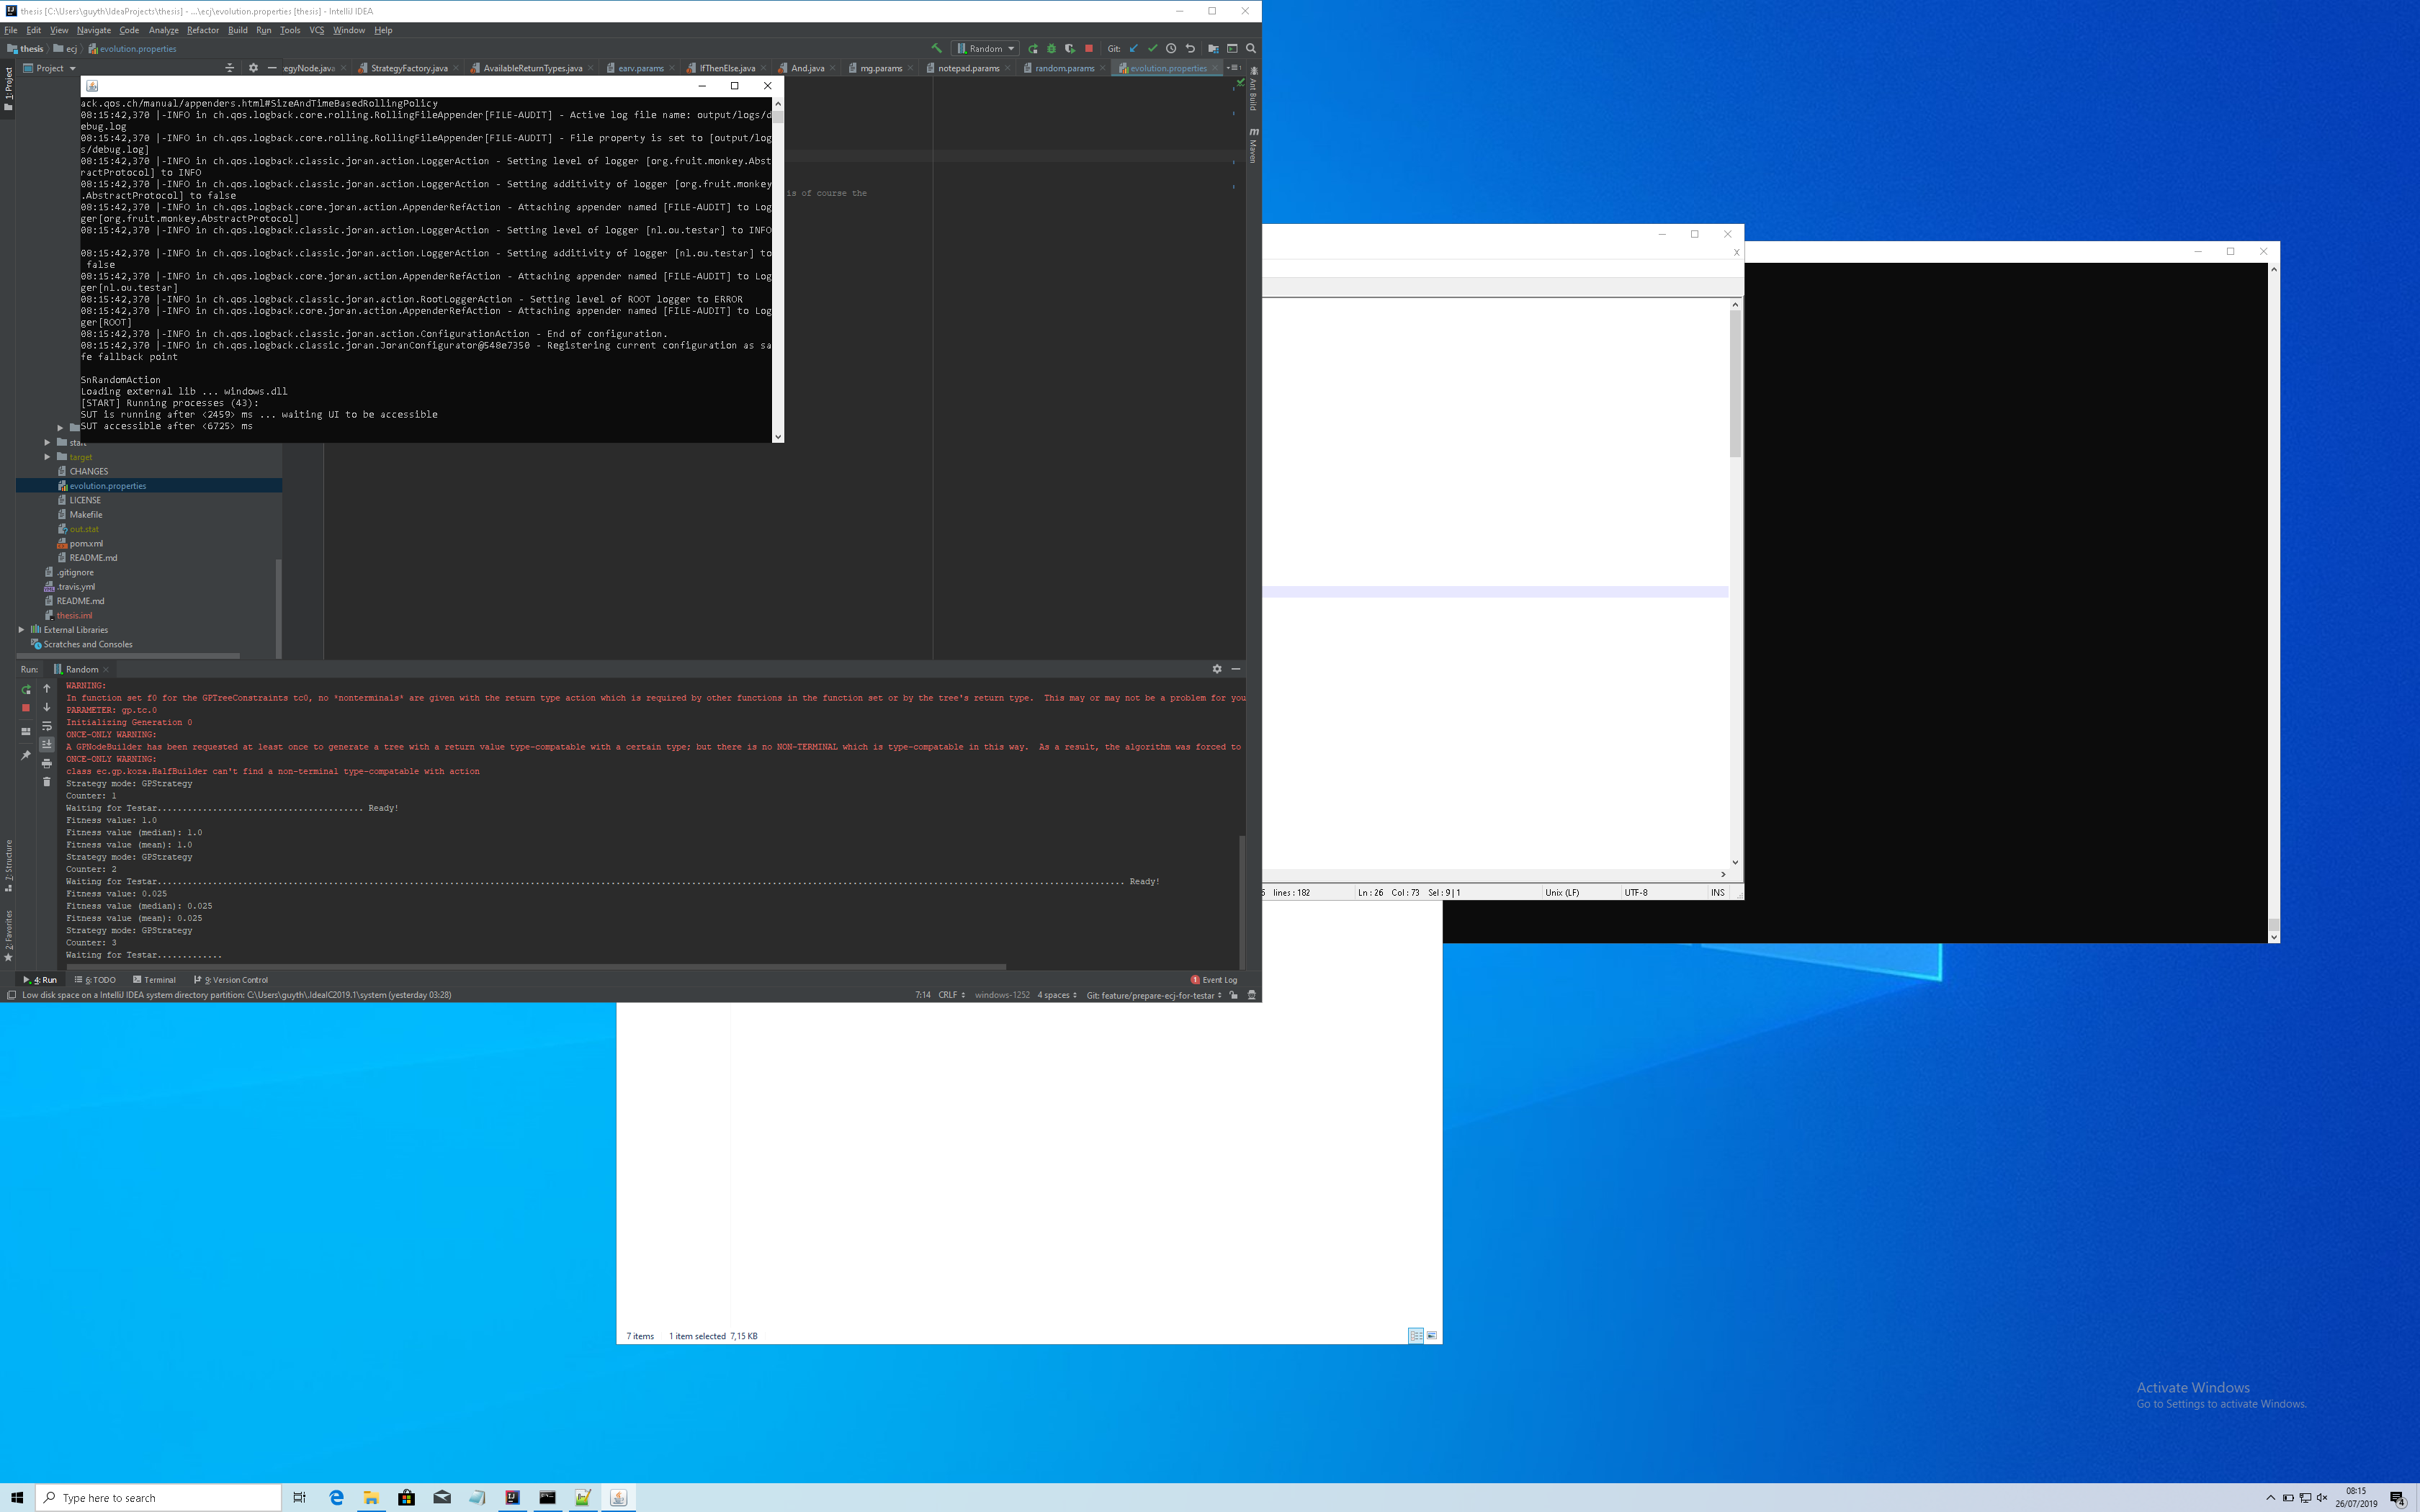 thesis [C:\Users\guyth\IdeaProjects\thesis] - ...\ecj\evolution.properties [thesis] - IntelliJ IDEA
File Edit View Navigate Code Analyze Refactor Build Run Tools VCS Window Help
thesis ecj evolution.properties Random Git:
Project egyNode.java StrategyFactory.java AvailableReturnTypes.java earv.params IfThenElse.java And.java mg.params notepad.params random.params evolution.properties
1: Project
Ant Build
Maven
ack.qos.ch/manual/appenders.html#SizeAndTimeBasedRollingPolicy
08:15:42,370 |-INFO in ch.qos.logback.core.rolling.RollingFileAppender[FILE-AUDIT] - Active log file name: output/logs/d
ebug.log
08:15:42,370 |-INFO in ch.qos.logback.core.rolling.RollingFileAppender[FILE-AUDIT] - File property is set to [output/log
s/debug.log]
08:15:42,370 |-INFO in ch.qos.logback.classic.joran.action.LoggerAction - Setting level of logger [org.fruit.monkey.Abst
ractProtocol] to INFO
08:15:42,370 |-INFO in ch.qos.logback.classic.joran.action.LoggerAction - Setting additivity of logger [org.fruit.monkey
.AbstractProtocol] to false
is of course the
08:15:42,370 |-INFO in ch.qos.logback.core.joran.action.AppenderRefAction - Attaching appender named [FILE-AUDIT] to Log
ger[org.fruit.monkey.AbstractProtocol]
08:15:42,370 |-INFO in ch.qos.logback.classic.joran.action.LoggerAction - Setting level of logger [nl.ou.testar] to INFO
08:15:42,370 |-INFO in ch.qos.logback.classic.joran.action.LoggerAction - Setting additivity of logger [nl.ou.testar] to
false
08:15:42,370 |-INFO in ch.qos.logback.core.joran.action.AppenderRefAction - Attaching appender named [FILE-AUDIT] to Log
ger[nl.ou.testar]
08:15:42,370 |-INFO in ch.qos.logback.classic.joran.action.RootLoggerAction - Setting level of ROOT logger to ERROR
08:15:42,370 |-INFO in ch.qos.logback.core.joran.action.AppenderRefAction - Attaching appender named [FILE-AUDIT] to Log
ger[ROOT]
08:15:42,370 |-INFO in ch.qos.logback.classic.joran.action.ConfigurationAction - End of configuration.
08:15:42,370 |-INFO in ch.qos.logback.classic.joran.JoranConfigurator@548e7350 - Registering current configuration as sa
fe fallback point
SnRandomAction
Loading external lib ... windows.dll
[START] Running processes (43):
SUT is running after <2459> ms ... waiting UI to be accessible
SUT accessible after <6725> ms
start
target
CHANGES
evolution.properties
LICENSE
Makefile
out.stat
pom.xml
README.md
.gitignore
.travis.yml
README.md
thesis.iml
External Libraries
Scratches and Consoles
Run: Random
WARNING:
In function set f0 for the GPTreeConstraints tc0, no *nonterminals* are given with the return type action which is required by other functions in the function set or by the tree's return type. This may or may not be a problem for you
PARAMETER: gp.tc.0
Initializing Generation 0
ONCE-ONLY WARNING:
A GPNodeBuilder has been requested at least once to generate a tree with a return value type-compatable with a certain type; but there is no NON-TERMINAL which is type-compatable in this way. As a result, the algorithm was forced to
ONCE-ONLY WARNING:
class ec.gp.koza.HalfBuilder can't find a non-terminal type-compatable with action
Strategy mode: GPStrategy
Counter: 1
Waiting for Testar......................................... Ready!
Fitness value: 1.0
Fitness value (median): 1.0
Fitness value (mean): 1.0
Strategy mode: GPStrategy
Counter: 2
Waiting for Testar............................................................................................................................................................................................... Ready!
Fitness value: 0.025
Fitness value (median): 0.025
Fitness value (mean): 0.025
Strategy mode: GPStrategy
Counter: 3
Waiting for Testar.............
7: Structure
2: Favorites
4: Run 6: TODO Terminal 9: Version Control 1 Event Log
Low disk space on a IntelliJ IDEA system directory partition: C:\Users\guyth\.IdeaIC2019.1\system (yesterday 03:28) 7:14 CRLF windows-1252 4 spaces Git: feature/prepare-ecj-for-testar
lines : 182 Ln : 26 Col : 73 Sel : 9 | 1 Unix (LF) UTF-8 INS
7 items 1 item selected 7,15 KB
Activate Windows
Go to Settings to activate Windows.
Type here to search
08:15
26/07/2019
4